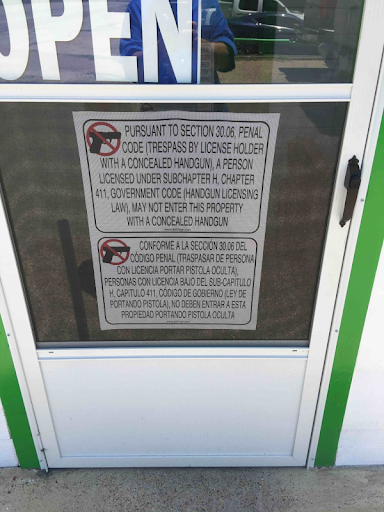 OPEN
PURSUANT TO SECTION 30.06, PENAL
CODE (TRESPASS BY LICENSE HOLDER
WITH A CONCEALED HANDGUN), A PERSON
LICENSED UNDER SUBCHAPTER H, CHAPTER
411, GOVERNMENT CODE (HANDGUN LICENSING
LAW), MAY NOT ENTER THIS PROPERTY
WITH A CONCEALED HANDGUN
CONFORME A LA SECCIÓN 30.06 DEL
CÓDIGO PENAL (TRASPASAR DE PERSONA
CON LICENCIA PORTAR PISTOLA OCULTA),
PERSONAS CON LICENCIA BAJO DEL SUB-CAPITULO
H, CAPITULO 411, CÓDIGO DE GOBIERNO (LEY DE
PORTANDO PISTOLA), NO DEBEN ENTRAR A ESTA
PROPIEDAD PORTANDO PISTOLA OCULTA